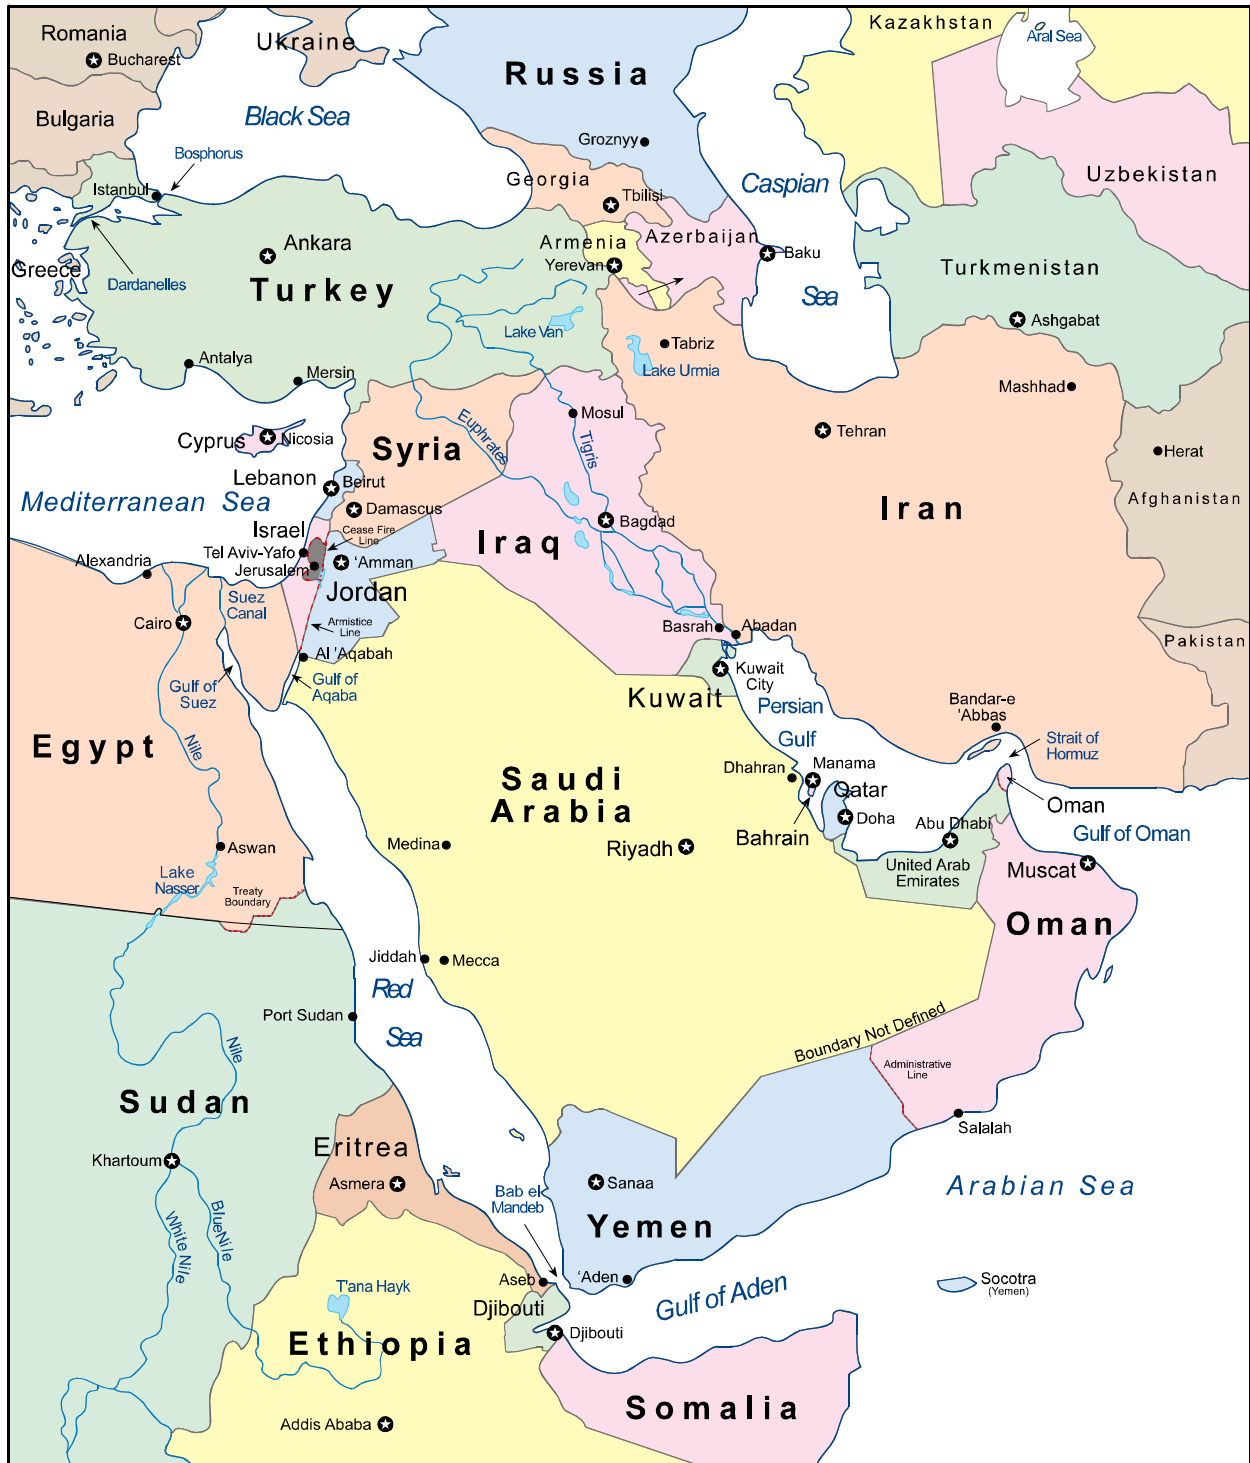 Romania
Bucharest
Ukraine
Russia
Kazakhstan
Aral Sea
Bulgaria
Black Sea
Groznyy
Bosphorus
Istanbul
Georgia
Tbilisi
Caspian
Sea
Uzbekistan
Greece
Dardanelles
Ankara
Turkey
Armenia
Yerevan
Azerbaijan
Baku
Turkmenistan
Ashgabat
Lake Van
Tabriz
Lake Urmia
Antalya
Mersin
Mashhad
Mosul
Cyprus
Nicosia
Syria
Euphrates
Tigris
Tehran
Herat
Afghanistan
Lebanon
Beirut
Mediterranean Sea
Damascus
Israel
Cease Fire
Line
Iraq
Bagdad
Iran
Alexandria
Tel Aviv-Yafo
Jerusalem
'Amman
Jordan
Suez
Canal
Cairo
Armistice
Line
Basrah
Abadan
Pakistan
Al 'Aqabah
Gulf of
Suez
Gulf of
Aqaba
Kuwait
Kuwait
City
Persian
Gulf
Bandar-e
'Abbas
Strait of
Hormuz
Egypt
Nile
Saudi
Arabia
Dhahran
Manama
Qatar
Doha
Bahrain
Oman
Abu Dhabi
Gulf of Oman
Aswan
Medina
Riyadh
United Arab
Emirates
Muscat
Lake
Nasser
Treaty
Boundary
Oman
Jiddah
Mecca
Red
Sea
Port Sudan
Boundary Not Defined
Administrative
Line
Nile
Sudan
Salalah
Eritrea
Khartoum
Asmera
Bab el
Mandeb
Sanaa
Arabian Sea
White Nile
BlueNile
Yemen
Aseb
'Aden
T'ana Hayk
Gulf of Aden
Socotra
(Yemen)
Djibouti
Djibouti
Ethiopia
Somalia
Addis Ababa